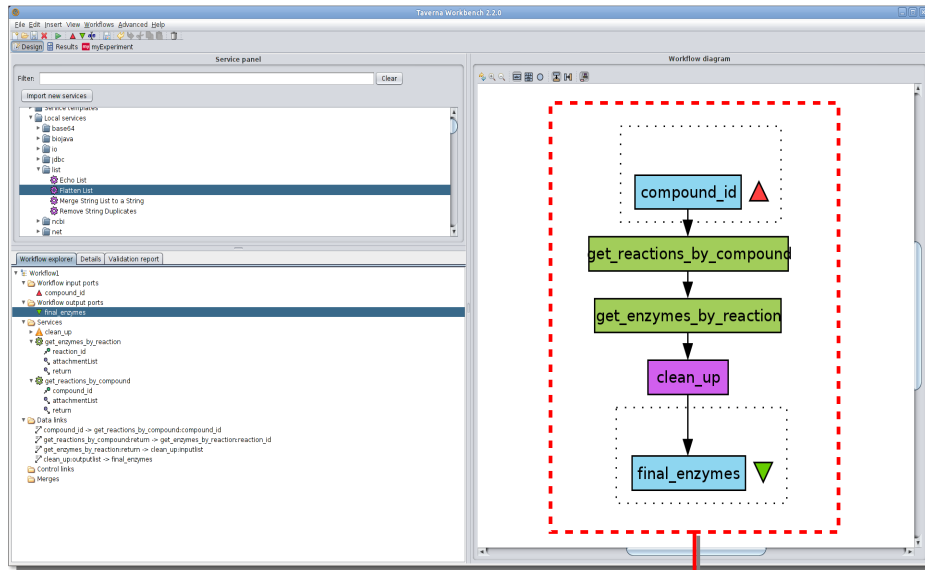 Taverna Workbench 2.2.0
File Edit Insert View Workflows Advanced Help
Design Results my myExperiment
Service panel
Filter: Clear
Import new services
Service templates
Local services
base64
biojava
io
jdbc
list
Echo List
Flatten List
Merge String List to a String
Remove String Duplicates
ncbi
net
Workflow explorer Details Validation report
Workflow1
Workflow input ports
compound_id
Workflow output ports
final_enzymes
Services
clean_up
get_enzymes_by_reaction
reaction_id
attachmentList
return
get_reactions_by_compound
compound_id
attachmentList
return
Data links
compound_id -> get_reactions_by_compound:compound_id
get_reactions_by_compound:return -> get_enzymes_by_reaction:reaction_id
get_enzymes_by_reaction:return -> clean_up:inputlist
clean_up:outputlist -> final_enzymes
Control links
Merges
Workflow diagram
compound_id
get_reactions_by_compound
get_enzymes_by_reaction
clean_up
final_enzymes